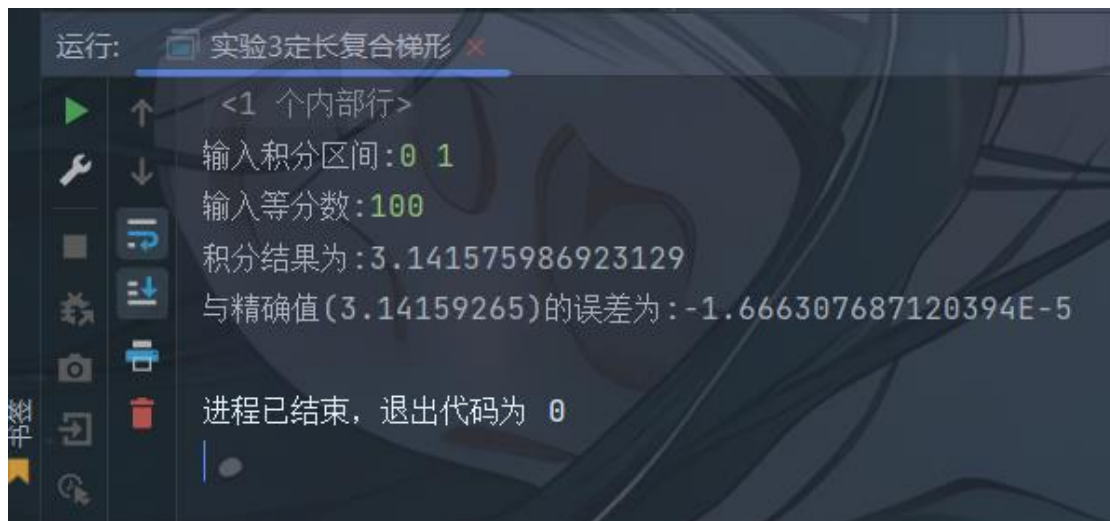 运行: 实验3定长复合梯形 ×
<1 个内部行>
输入积分区间:0 1
输入等分数:100
积分结果为:3.141575986923129
与精确值(3.14159265)的误差为:-1.666307687120394E-5
进程已结束，退出代码为 0
书签